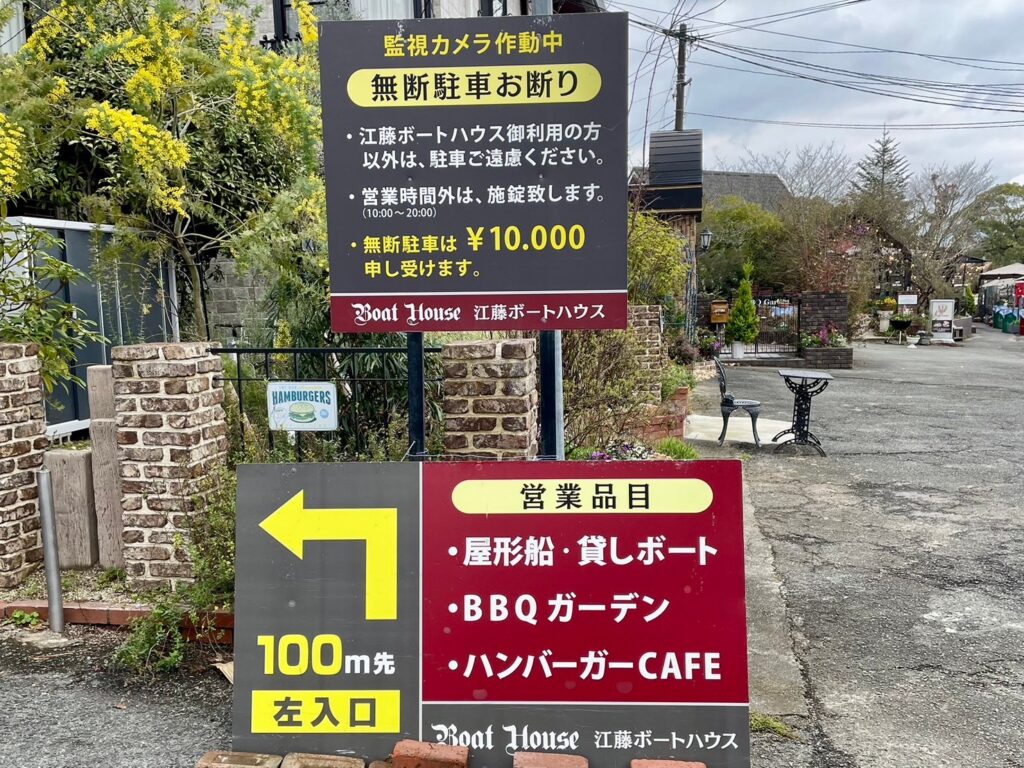 監視カメラ作動中
無断駐車お断り
・江藤ボートハウス御利用の方
以外は、駐車ご遠慮ください。
・営業時間外は、施錠致します。
(10:00～20:00)
・無断駐車は ￥10.000
申し受けます。
Boat House 江藤ボートハウス
HAMBURGERS
営業品目
・屋形船・貸しボート
・BBQ ガーデン
・ハンバーガーCAFE
100m先
左入口
Boat House 江藤ボートハウス